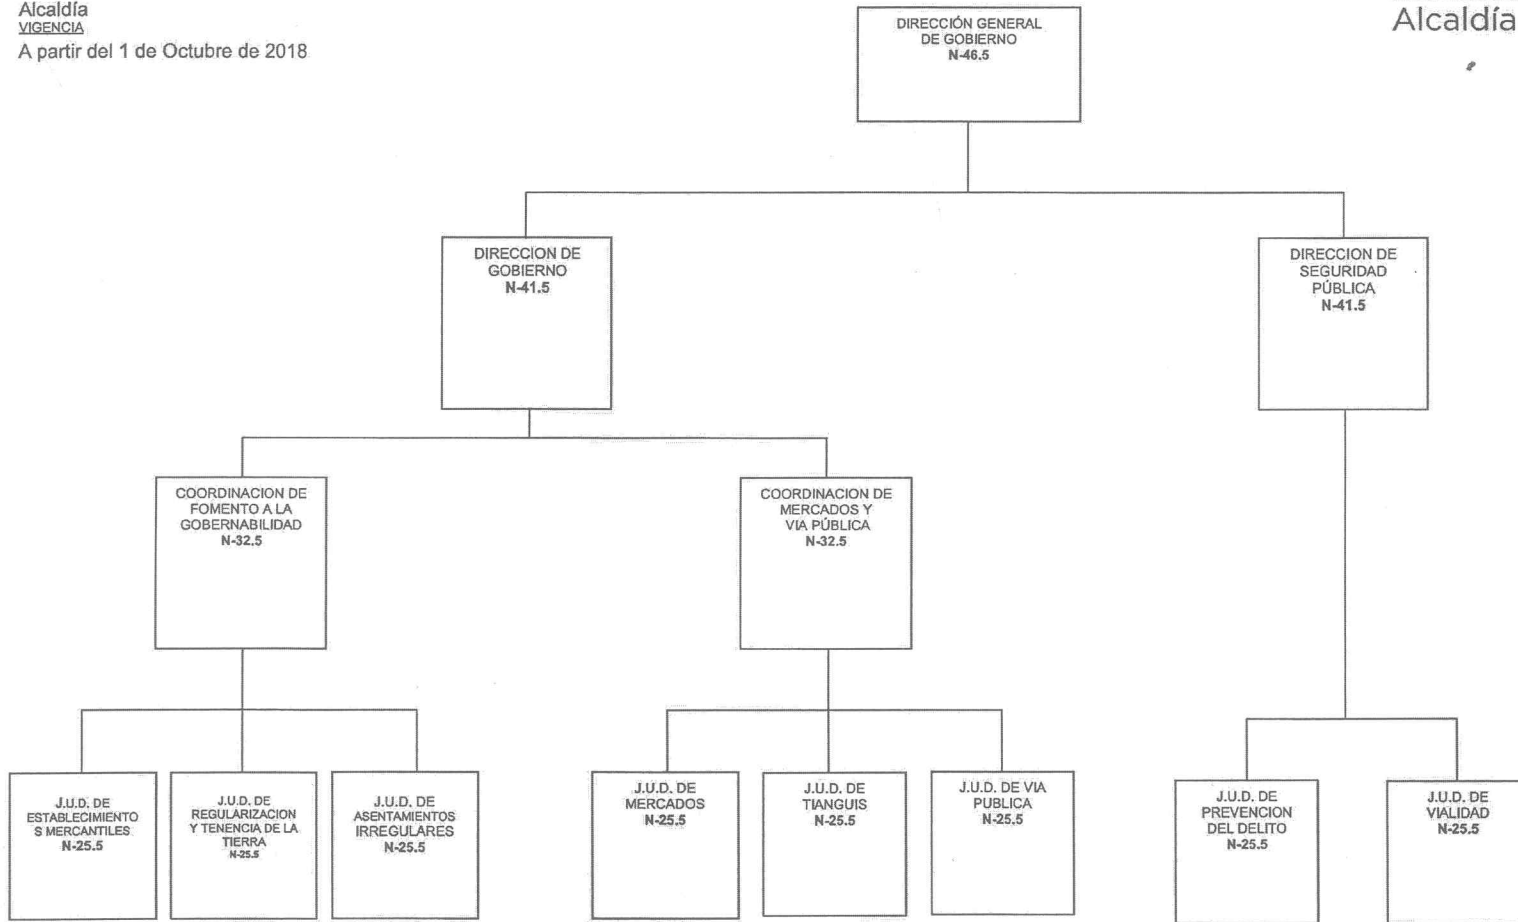 Alcaldía
VIGENCIA
A partir del 1 de Octubre de 2018
Alcaldía
DIRECCIÓN GENERAL
DE GOBIERNO
N-46.5
DIRECCION DE
GOBIERNO
N-41.5
DIRECCION DE
SEGURIDAD
PÚBLICA
N-41.5
COORDINACION DE
FOMENTO A LA
GOBERNABILIDAD
N-32.5
COORDINACION DE
MERCADOS Y
VIA PÚBLICA
N-32.5
J.U.D. DE
ESTABLECIMIENTO
S MERCANTILES
N-25.5
J.U.D. DE
REGULARIZACION
Y TENENCIA DE LA
TIERRA
N-25.5
J.U.D. DE
ASENTAMIENTOS
IRREGULARES
N-25.5
J.U.D. DE
MERCADOS
N-25.5
J.U.D. DE
TIANGUIS
N-25.5
J.U.D. DE VIA
PUBLICA
N-25.5
J.U.D. DE
PREVENCION
DEL DELITO
N-25.5
J.U.D. DE
VIALIDAD
N-25.5